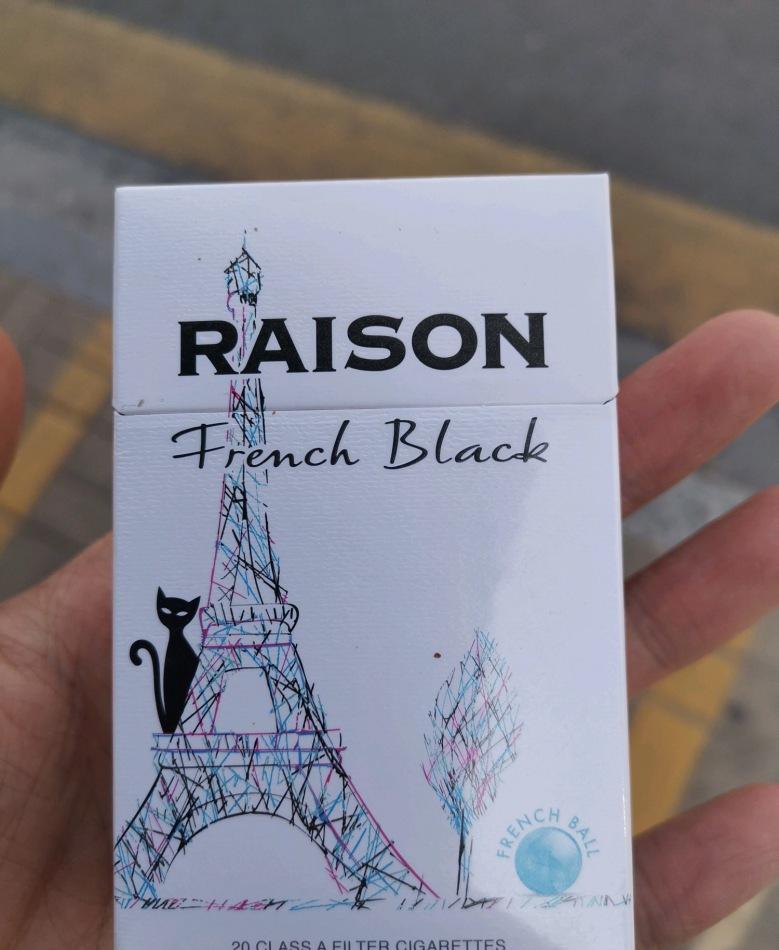 RAISON
French Black
FRENCH BALL
20 CLASS A FILTER CIGARETTES